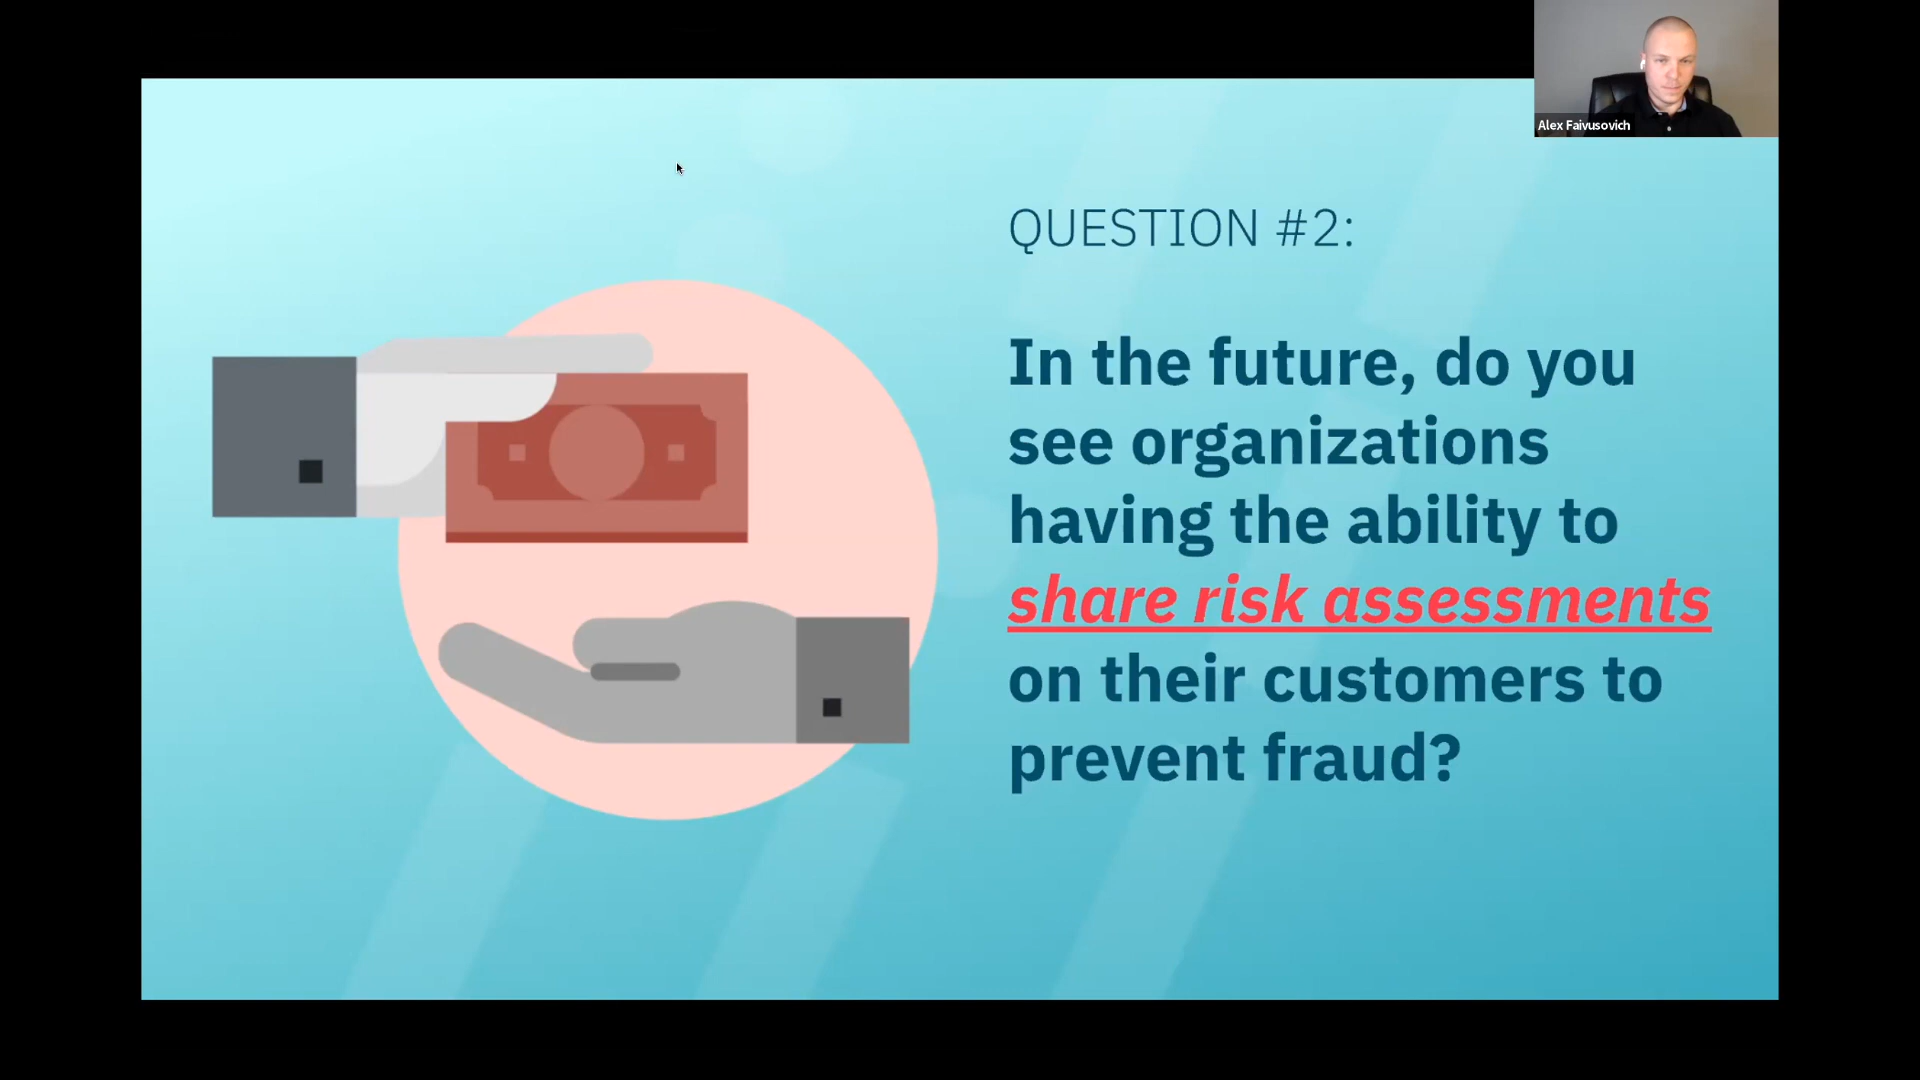 Alex Faivusovich
QUESTION #2:
In the future, do you
see organizations
having the ability to
share risk assessments
on their customers to
prevent fraud?